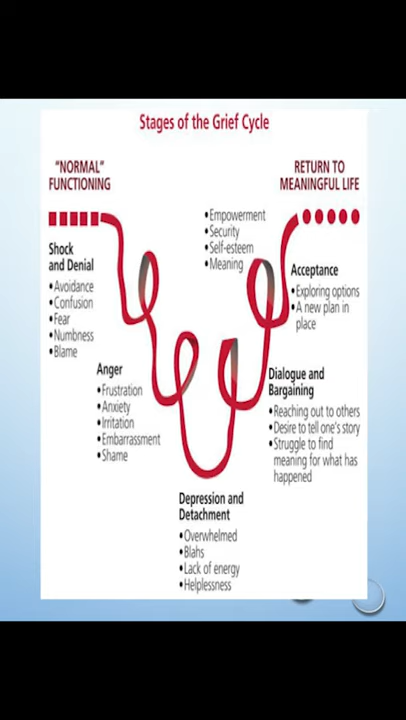 Stages of the Grief Cycle
"NORMAL"
FUNCTIONING
RETURN TO
MEANINGFUL LIFE
•Empowerment
•Security
•Self-esteem
•Meaning
Shock
and Denial
•Avoidance
•Confusion
•Fear
•Numbness
•Blame
Acceptance
•Exploring options
•A new plan in
place
Anger
•Frustration
•Anxiety
•Irritation
•Embarrassment
•Shame
Dialogue and
Bargaining
•Reaching out to others
•Desire to tell one's story
•Struggle to find
meaning for what has
happened
Depression and
Detachment
•Overwhelmed
•Blahs
•Lack of energy
•Helplessness